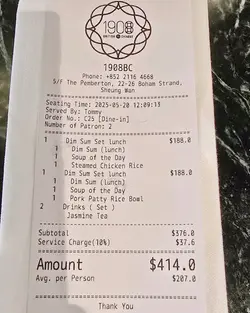 1908
BRITISH CHINOIS
1908BC
Phone: +852 2116 4668
5/F The Pemberton, 22-26 Boham Strand,
Sheung Wan
Seating Time: 2025-05-20 12:09:13
Served By: Tommy
Order No.: C25 [Dine-in]
Number of Patron: 2
1 Dim Sum Set lunch $188.0
1 Dim Sum (lunch)
1 Soup of the Day
1 Steamed Chicken Rice
1 Dim Sum Set lunch $188.0
1 Dim Sum (lunch)
1 Soup of the Day
1 Pork Patty Rice Bowl
2 Drinks ( Set )
Jasmine Tea
Subtotal $376.0
Service Charge(10%) $37.6
Amount $414.0
Avg. per Person $207.0
Thank You